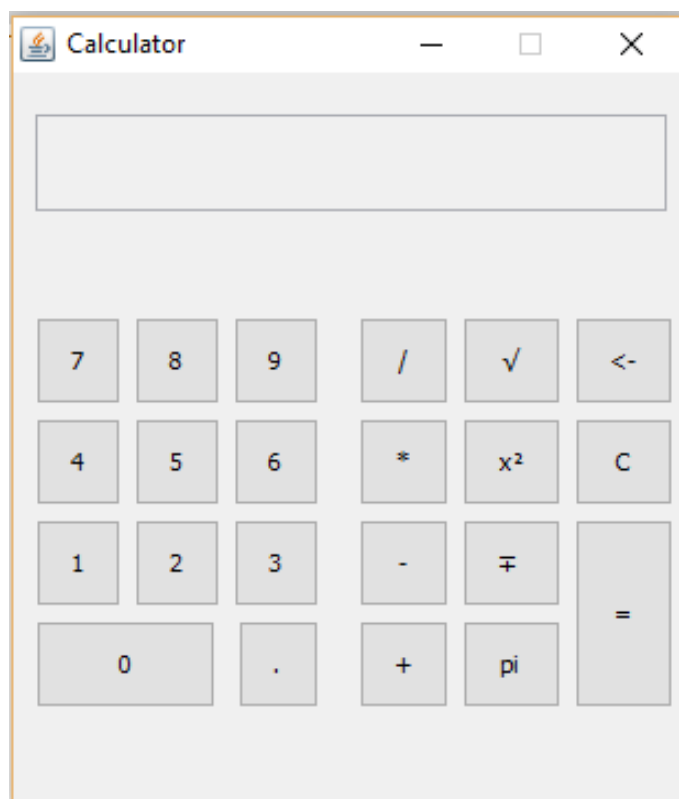 Calculator
7 8 9 / √ <-
4 5 6 * x² C
1 2 3 - ∓ =
0 . + pi